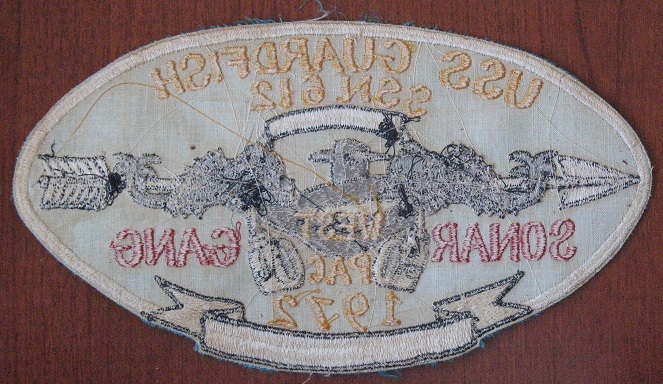 USS GUARDFISH
SSN 612
WEST
SONAR GANG
PAC
1972